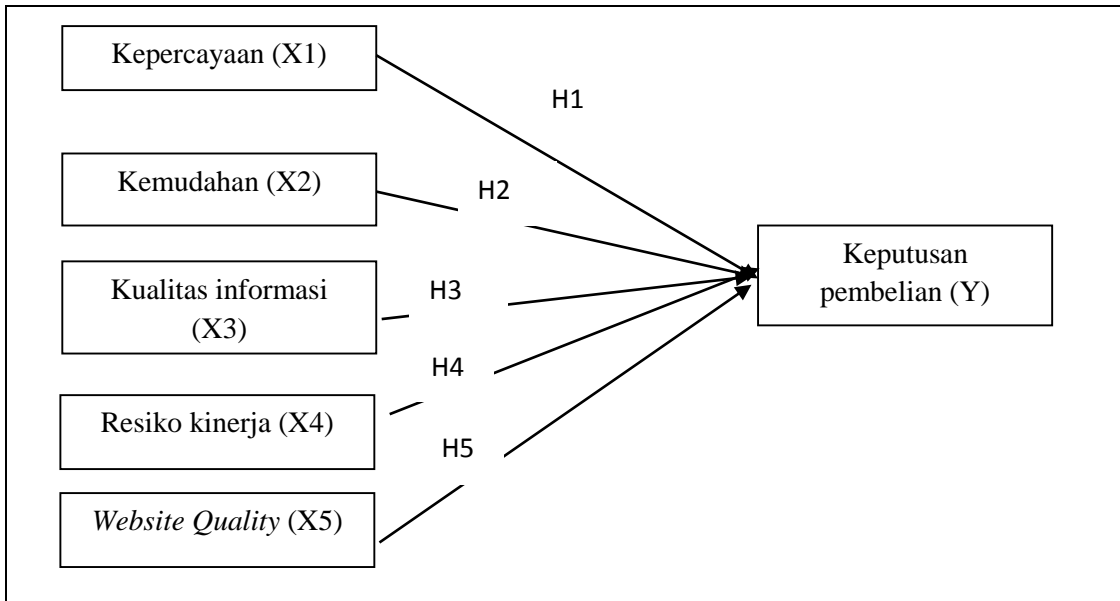 Kepercayaan (X1)
H1
Kemudahan (X2)
H2
Kualitas informasi
(X3)
H3
Keputusan
pembelian (Y)
Resiko kinerja (X4)
H4
Website Quality (X5)
H5